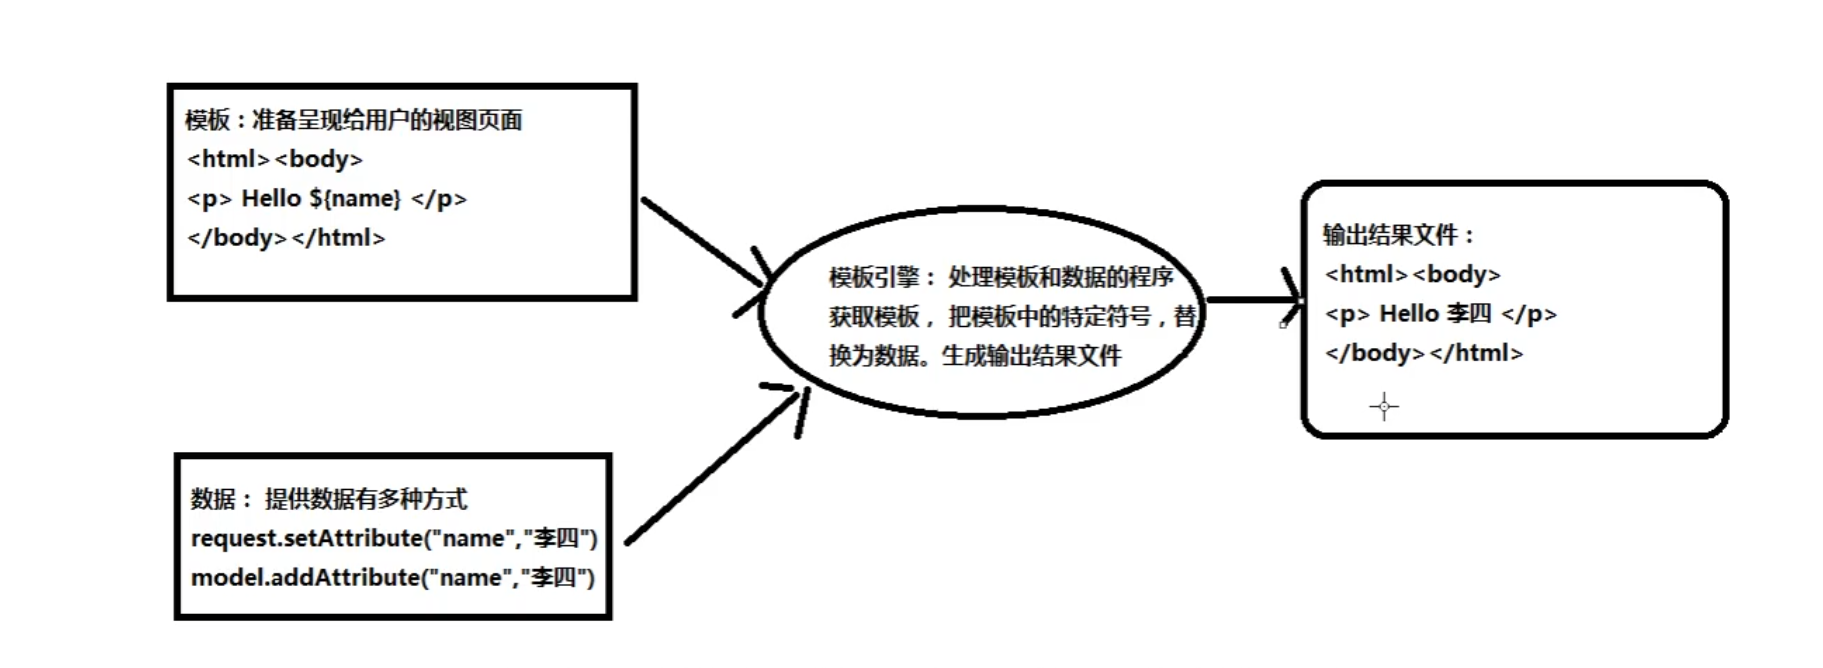 模板：准备呈现给用户的视图页面
<html><body>
<p> Hello ${name} </p>
</body></html>
数据： 提供数据有多种方式
request.setAttribute("name","李四")
model.addAttribute("name","李四")
模板引擎： 处理模板和数据的程序
获取模板， 把模板中的特定符号，替
换为数据。生成输出结果文件
输出结果文件：
<html><body>
<p> Hello 李四 </p>
</body></html>